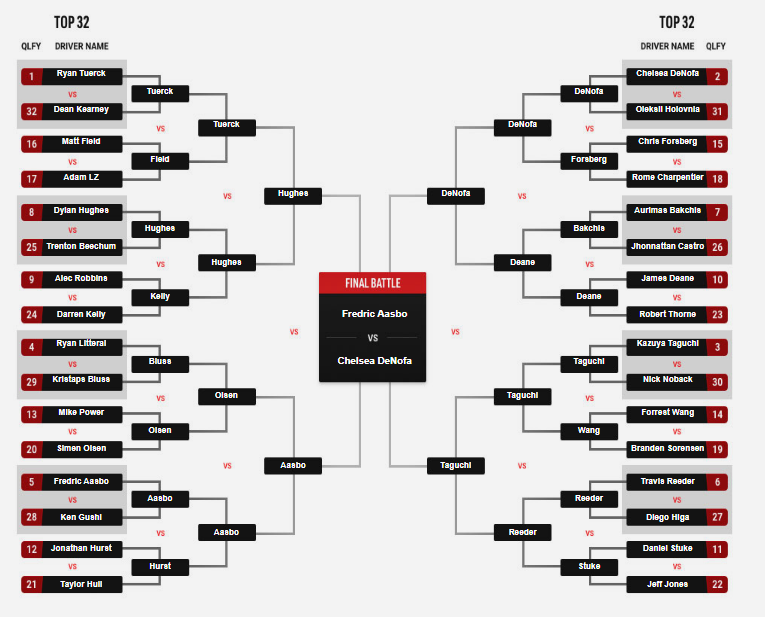 TOP 32
QLFY DRIVER NAME
1 Ryan Tuerck
VS
32 Dean Kearney
16 Matt Field
VS
17 Adam LZ
8 Dylan Hughes
VS
25 Trenton Beechum
9 Alec Robbins
VS
24 Darren Kelly
4 Ryan Litteral
VS
29 Kristaps Bluss
13 Mike Power
VS
20 Simen Olsen
5 Fredric Aasbo
VS
28 Ken Gushi
12 Jonathan Hurst
VS
21 Taylor Hull
Tuerck
VS
Field
Hughes
VS
Kelly
Bluss
VS
Olsen
Aasbo
VS
Hurst
Tuerck
VS
Hughes
Olsen
VS
Aasbo
Hughes
VS
Aasbo
FINAL BATTLE
Fredric Aasbo
VS
Chelsea DeNofa
DeNofa
VS
Taguchi
DeNofa
VS
Deane
Taguchi
VS
Reeder
DeNofa
VS
Forsberg
Bakchis
VS
Deane
Taguchi
VS
Wang
Reeder
VS
Stuke
TOP 32
DRIVER NAME QLFY
Chelsea DeNofa 2
VS
Oleksii Holovnia 31
Chris Forsberg 15
VS
Rome Charpentier 18
Aurimas Bakchis 7
VS
Jhonnattan Castro 26
James Deane 10
VS
Robert Thorne 23
Kazuya Taguchi 3
VS
Nick Noback 30
Forrest Wang 14
VS
Branden Sorensen 19
Travis Reeder 6
VS
Diego Higa 27
Daniel Stuke 11
VS
Jeff Jones 22